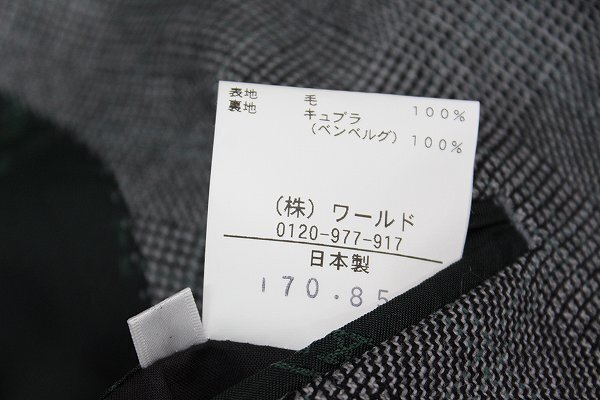 表地 毛 100%
裏地 キュプラ
(ベンベルグ) 100%
(株) ワールド
0120-977-917
日本製
170.85